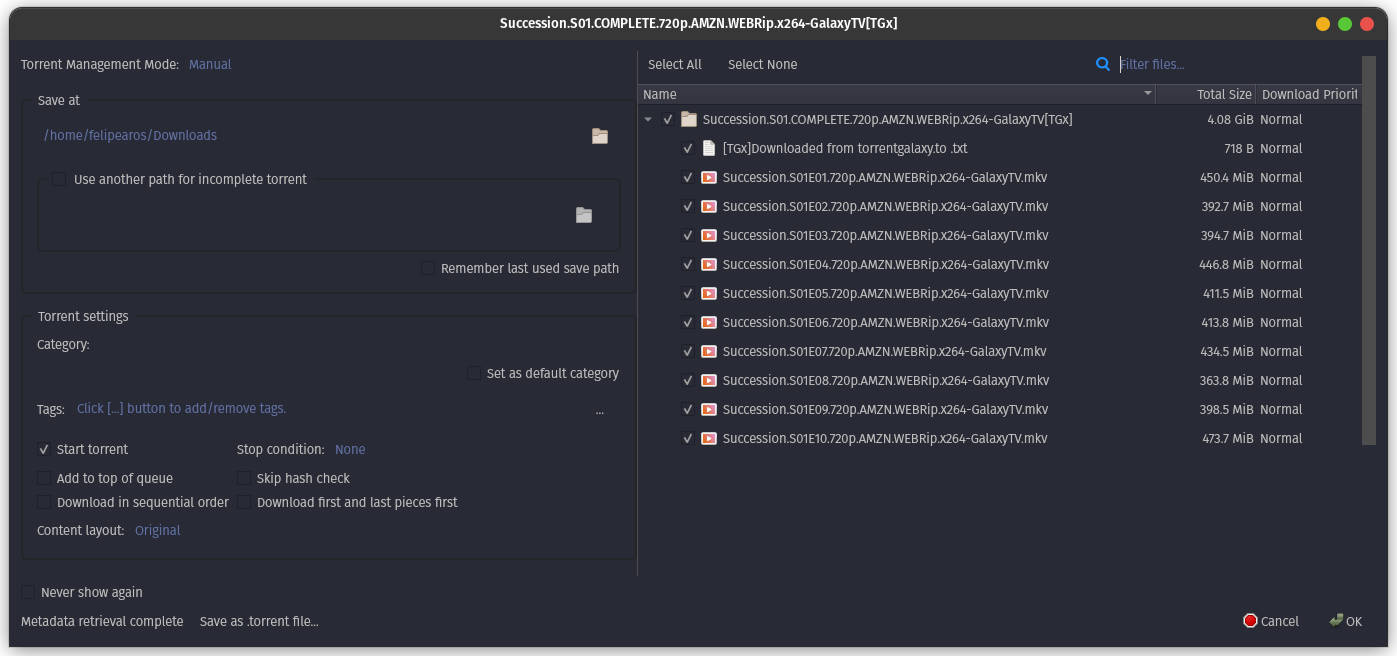 Succession.S01.COMPLETE.720p.AMZN.WEBRip.x264-GalaxyTV[TGx]
Torrent Management Mode: Manual
Save at
/home/felipearos/Downloads
Use another path for incomplete torrent
Remember last used save path
Torrent settings
Category:
Set as default category
Tags: Click [...] button to add/remove tags. ...
Start torrent Stop condition: None
Add to top of queue Skip hash check
Download in sequential order Download first and last pieces first
Content layout: Original
Never show again
Metadata retrieval complete Save as .torrent file...
Select All Select None Filter files...
Name Total Size Download Priorit
Succession.S01.COMPLETE.720p.AMZN.WEBRip.x264-GalaxyTV[TGx] 4.08 GiB Normal
[TGx]Downloaded from torrentgalaxy.to .txt 718 B Normal
Succession.S01E01.720p.AMZN.WEBRip.x264-GalaxyTV.mkv 450.4 MiB Normal
Succession.S01E02.720p.AMZN.WEBRip.x264-GalaxyTV.mkv 392.7 MiB Normal
Succession.S01E03.720p.AMZN.WEBRip.x264-GalaxyTV.mkv 394.7 MiB Normal
Succession.S01E04.720p.AMZN.WEBRip.x264-GalaxyTV.mkv 446.8 MiB Normal
Succession.S01E05.720p.AMZN.WEBRip.x264-GalaxyTV.mkv 411.5 MiB Normal
Succession.S01E06.720p.AMZN.WEBRip.x264-GalaxyTV.mkv 413.8 MiB Normal
Succession.S01E07.720p.AMZN.WEBRip.x264-GalaxyTV.mkv 434.5 MiB Normal
Succession.S01E08.720p.AMZN.WEBRip.x264-GalaxyTV.mkv 363.8 MiB Normal
Succession.S01E09.720p.AMZN.WEBRip.x264-GalaxyTV.mkv 398.5 MiB Normal
Succession.S01E10.720p.AMZN.WEBRip.x264-GalaxyTV.mkv 473.7 MiB Normal
Cancel OK